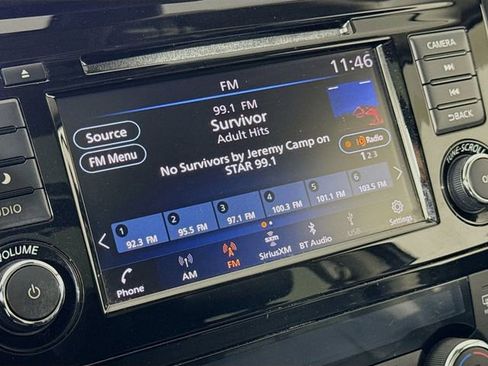 11:46
FM
99.1 FM
Survivor
Adult Hits
Source
FM Menu
Radio
No Survivors by Jeremy Camp on
STAR 99.1
1 2 3
1 2 3 4 5 6
92.3 FM 95.5 FM 97.1 FM 100.3 FM 101.1 FM 103.5 FM
Phone AM FM SiriusXM BT Audio USB Settings
CAMERA
BACK
TUNE·SCROLL
VOLUME